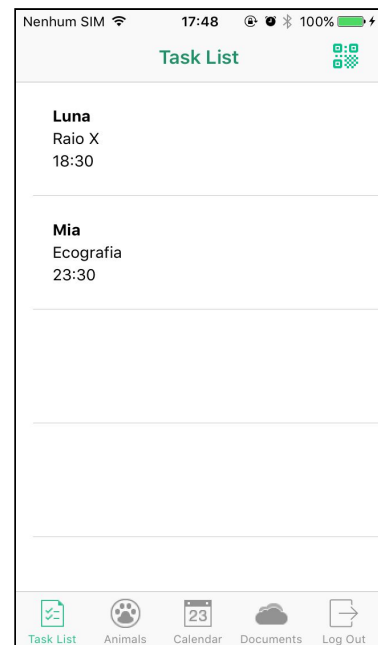 Nenhum SIM 17:48 100%
Task List
Luna
Raio X
18:30
Mia
Ecografia
23:30
23
Task List Animals Calendar Documents Log Out